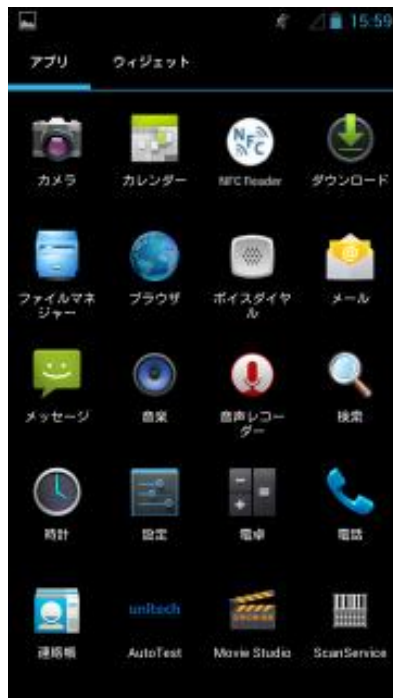 15:59
アプリ ウィジェット
カメラ カレンダー NFC Reader ダウンロード
ファイルマネ ブラウザ ボイスダイヤ メール
ジャー ル
メッセージ 音楽 音声レコー 検索
ダー
時計 設定 電卓 電話
unitech
連絡帳 AutoTest Movie Studio ScanService